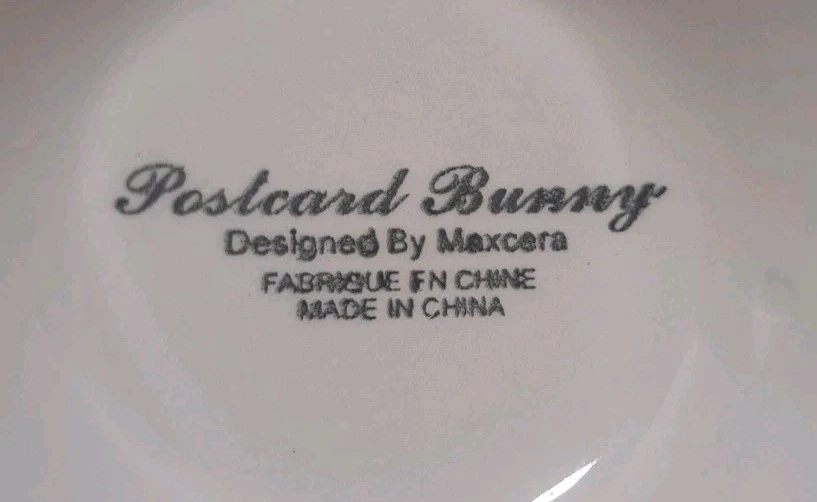 Postcard Bunny
Designed By Maxcera
FABRIQUE EN CHINE
MADE IN CHINA